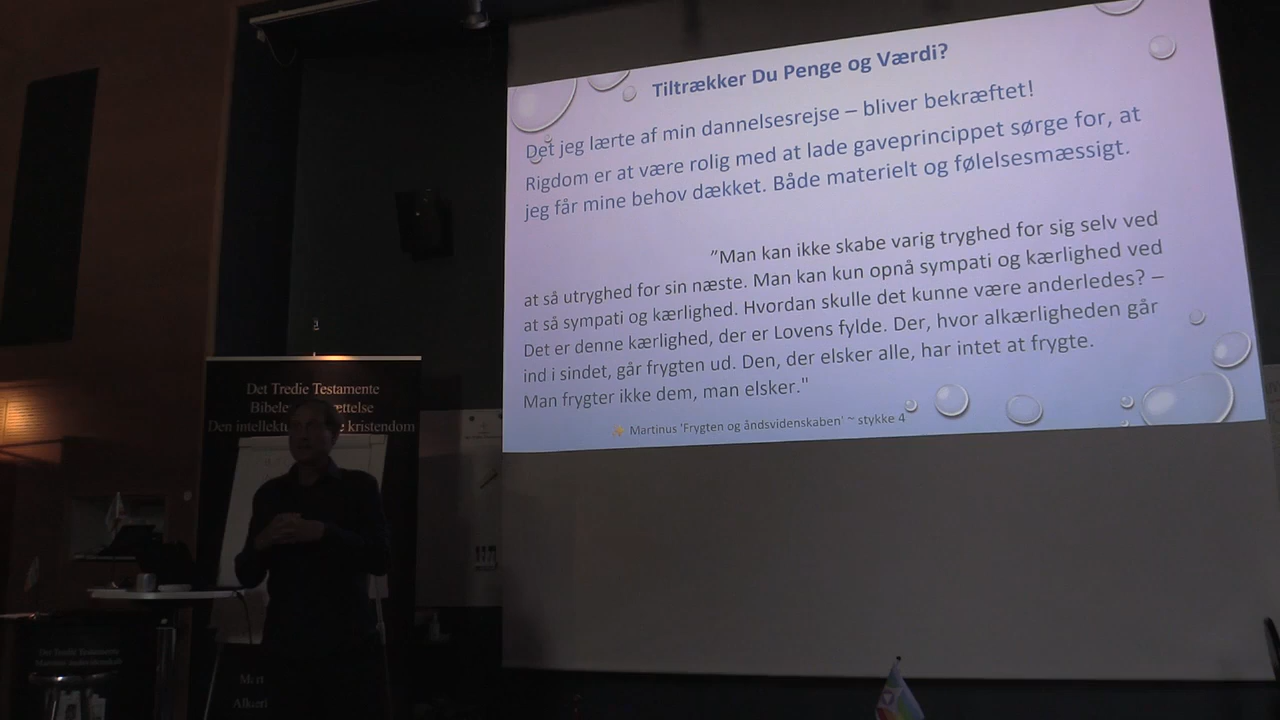 Tiltrækker Du Penge og Værdi?
Det jeg lærte af min dannelsesrejse – bliver bekræftet!
Rigdom er at være rolig med at lade gaveprincippet sørge for, at
jeg får mine behov dækket. Både materielt og følelsesmæssigt.
"Man kan ikke skabe varig tryghed for sig selv ved
at så utryghed for sin næste. Man kan kun opnå sympati og kærlighed ved
at så sympati og kærlighed. Hvordan skulle det kunne være anderledes? –
Det er denne kærlighed, der er Lovens fylde. Der, hvor alkærligheden går
ind i sindet, går frygten ud. Den, der elsker alle, har intet at frygte.
Man frygter ikke dem, man elsker."
Martinus 'Frygten og åndsvidenskaben' ~ stykke 4
Det Tredie Testamente
Den kristendom
Det Tredie Testamente